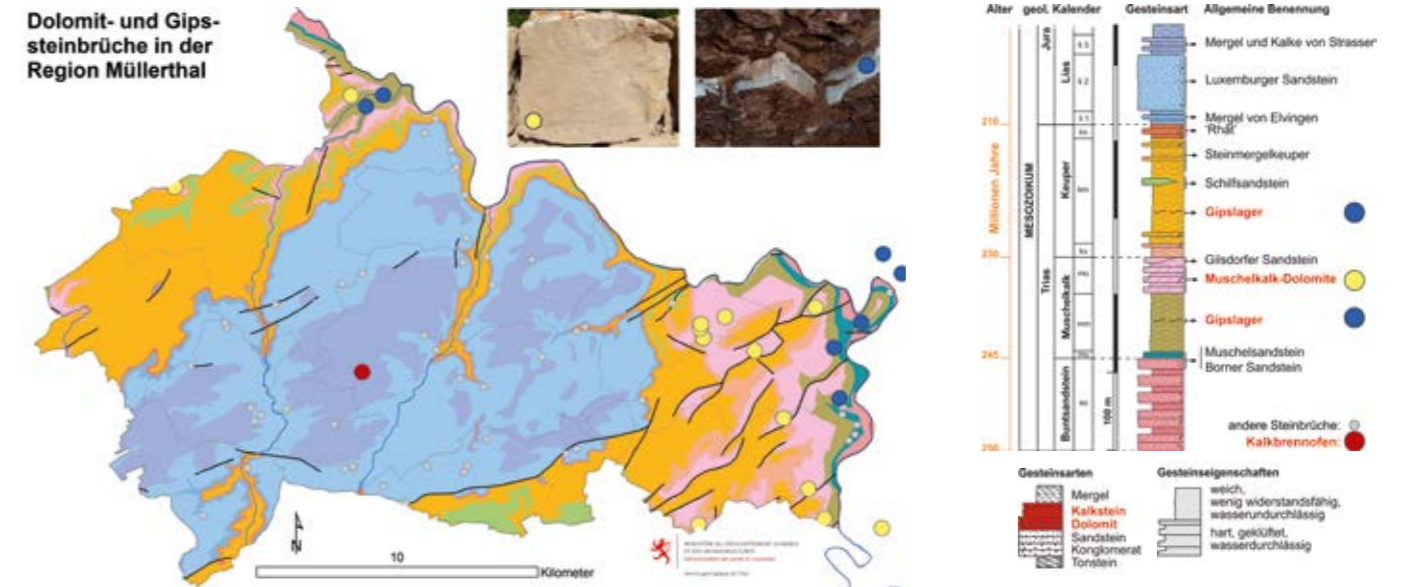 Dolomit- und Gips-
steinbrüche in der
Region Müllerthal
N
10
Kilometer
Alter geol. Kalender Gesteinsart Allgemeine Benennung
Millionen Jahre
210
230
245
290
MESOZOIKUM
Jura
Trias
Lias
Keuper
Muschelkalk
Buntsandstein
100 m
Mergel und Kalke von Strassen
Luxemburger Sandstein
Mergel von Elvingen
'Rhät'
Steinmergelkeuper
Schilfsandstein
Gipslager
Gilsdorfer Sandstein
Muschelkalk-Dolomite
Gipslager
Muschelsandstein
Borner Sandstein
andere Steinbrüche:
Kalkbrennofen:
Gesteinsarten
Mergel
Kalkstein
Dolomit
Sandstein
Konglomerat
Tonstein
Gesteinseigenschaften
weich,
wenig widerstandsfähig,
wasserundurchlässig
hart, geklüftet,
wasserdurchlässig